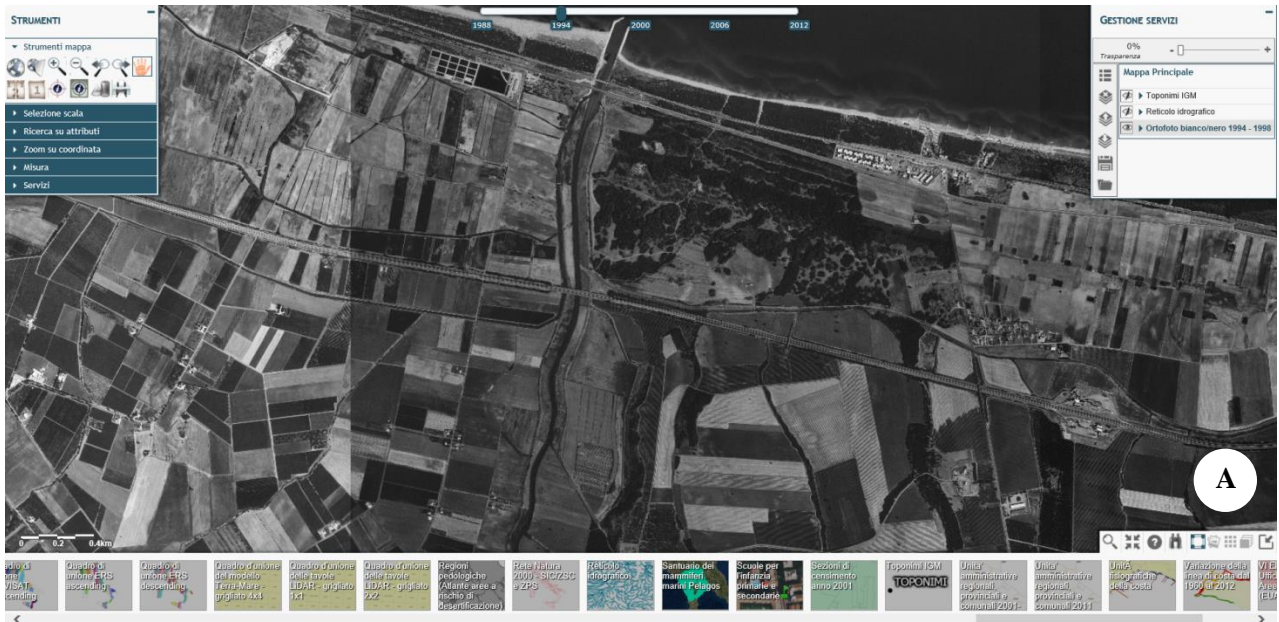 STRUMENTI
Strumenti mappa
Selezione scala
Ricerca su attributi
Zoom su coordinata
Misura
Servizi
1988 1994 2000 2006 2012
GESTIONE SERVIZI
0%
Trasparenza
- +
Mappa Principale
Toponimi IGM
Reticolo idrografico
Ortofoto bianco/nero 1994 - 1998
A
0 0.2 0.4km
Quadro di unione ERS ascending
Quadro di unione ERS descending
Quadro d'unione del modello Terra-Mare - grigliato 4x4
Quadro d'unione delle tavole LIDAR - grigliato 1x1
Quadro d'unione delle tavole LIDAR - grigliato 2x2
Regioni pedologiche (Atlante aree a rischio di desertificazione)
Rete Natura 2000 - SIC/ZSC e ZPS
Reticolo idrografico
Santuario dei mammiferi marini Pelagos
Scuole per l'infanzia, primarie e secondarie
Sezioni di censimento anno 2001
Toponimi IGM
TOPONIMI
Unita' amministrative regionali provinciali e comunali 2001-
Unita' amministrative regionali provinciali e comunali 2011
Unità fisiografiche della costa
Variazione della linea di costa dal 1960 al 2012